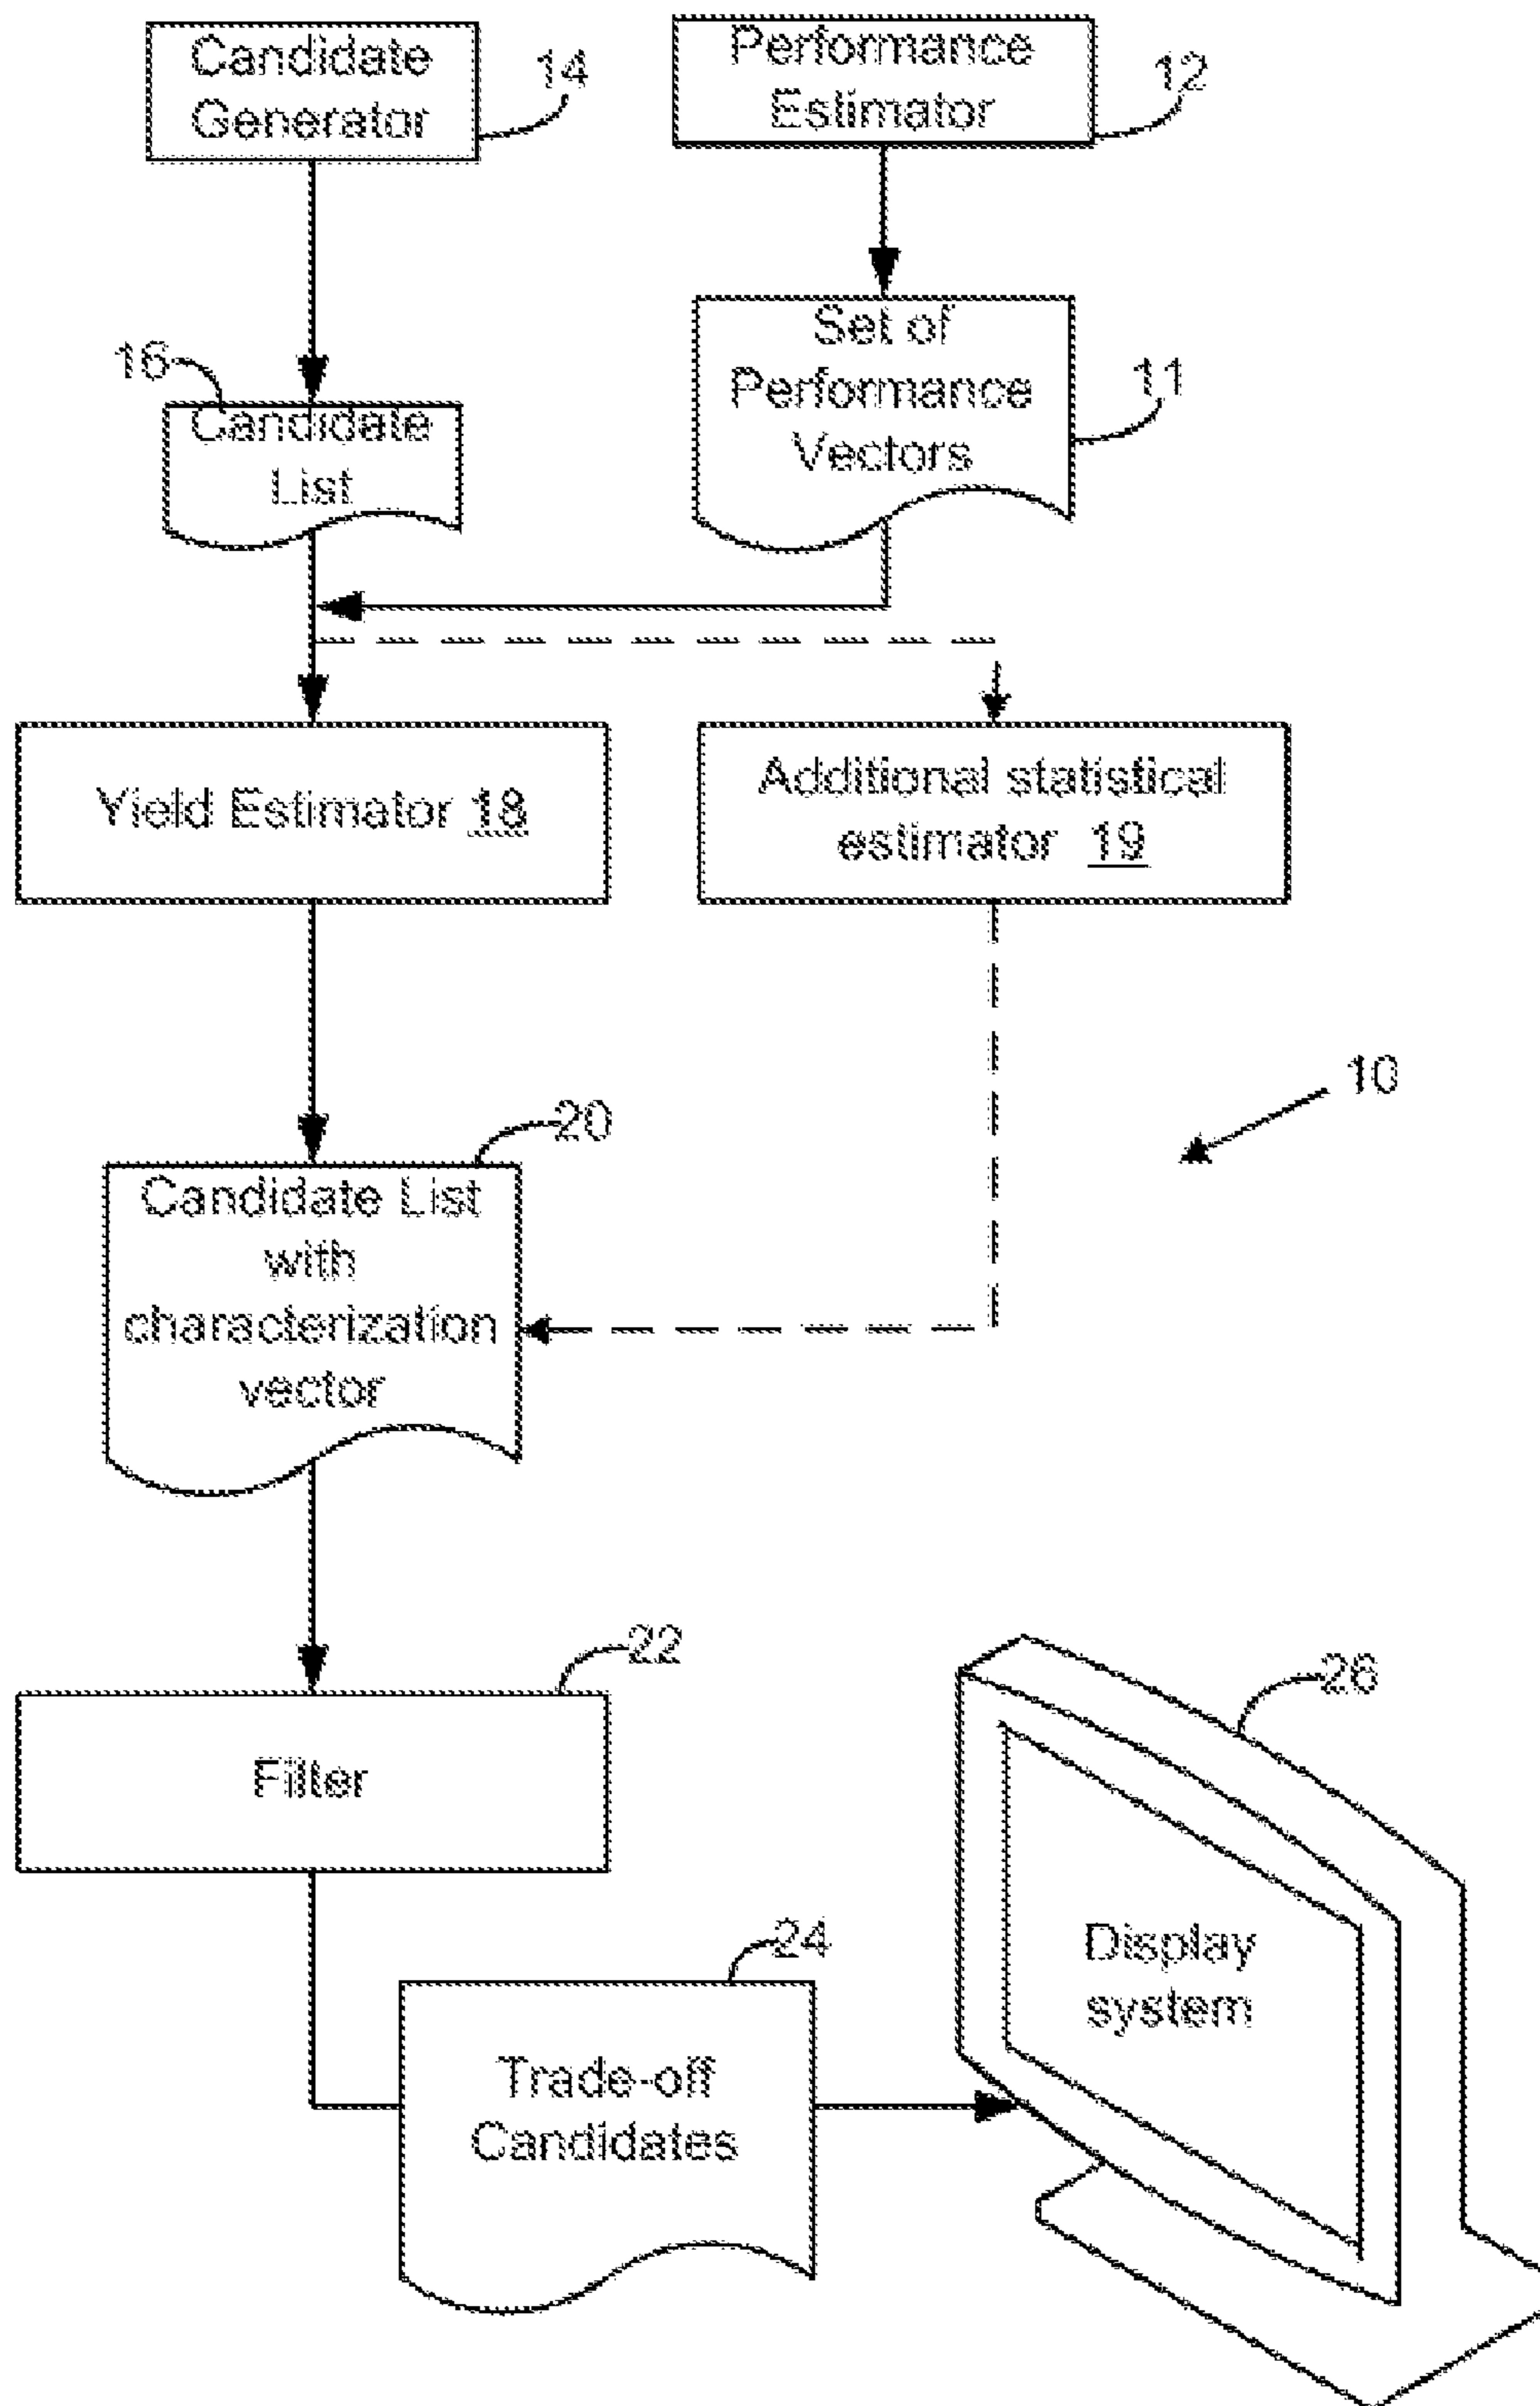 Candidate
Generator
14
Performance
Estimator
12
Set of
Performance
Vectors
11
16
Candidate
List
Yield Estimator 18
Additional statistical
estimator 19
10
20
Candidate List
with
characterization
vector
22
Filter
26
Display
system
24
Trade-off
Candidates